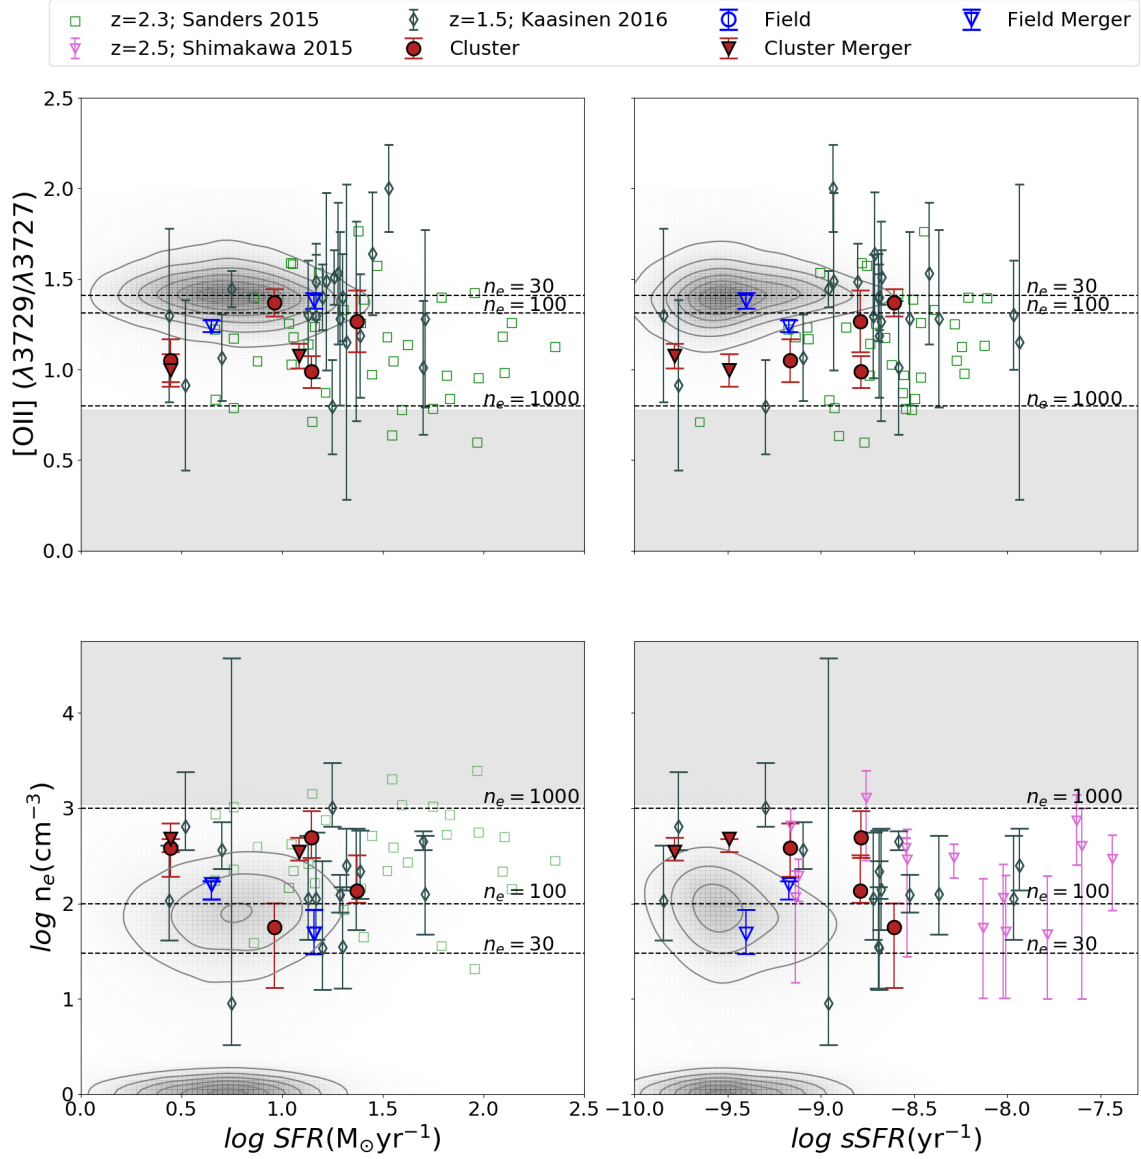 z=2.3; Sanders 2015 z=1.5; Kaasinen 2016 Field Field Merger
z=2.5; Shimakawa 2015 Cluster Cluster Merger
2.5
2.0
1.5
1.0
0.5
0.0
[OII] (λ3729/λ3727)
n_e = 30
n_e = 100
n_e = 1000
n_e = 30
n_e = 100
n_e = 1000
4
3
2
1
0
log n_e(cm⁻³)
n_e = 1000
n_e = 100
n_e = 30
n_e = 1000
n_e = 100
n_e = 30
0.0 0.5 1.0 1.5 2.0 2.5
−10.0 −9.5 −9.0 −8.5 −8.0 −7.5
log SFR(M⊙yr⁻¹)
log sSFR(yr⁻¹)